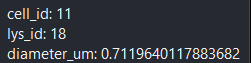 cell_id: 11
lys_id: 18
diameter_um: 0.7119640117883682